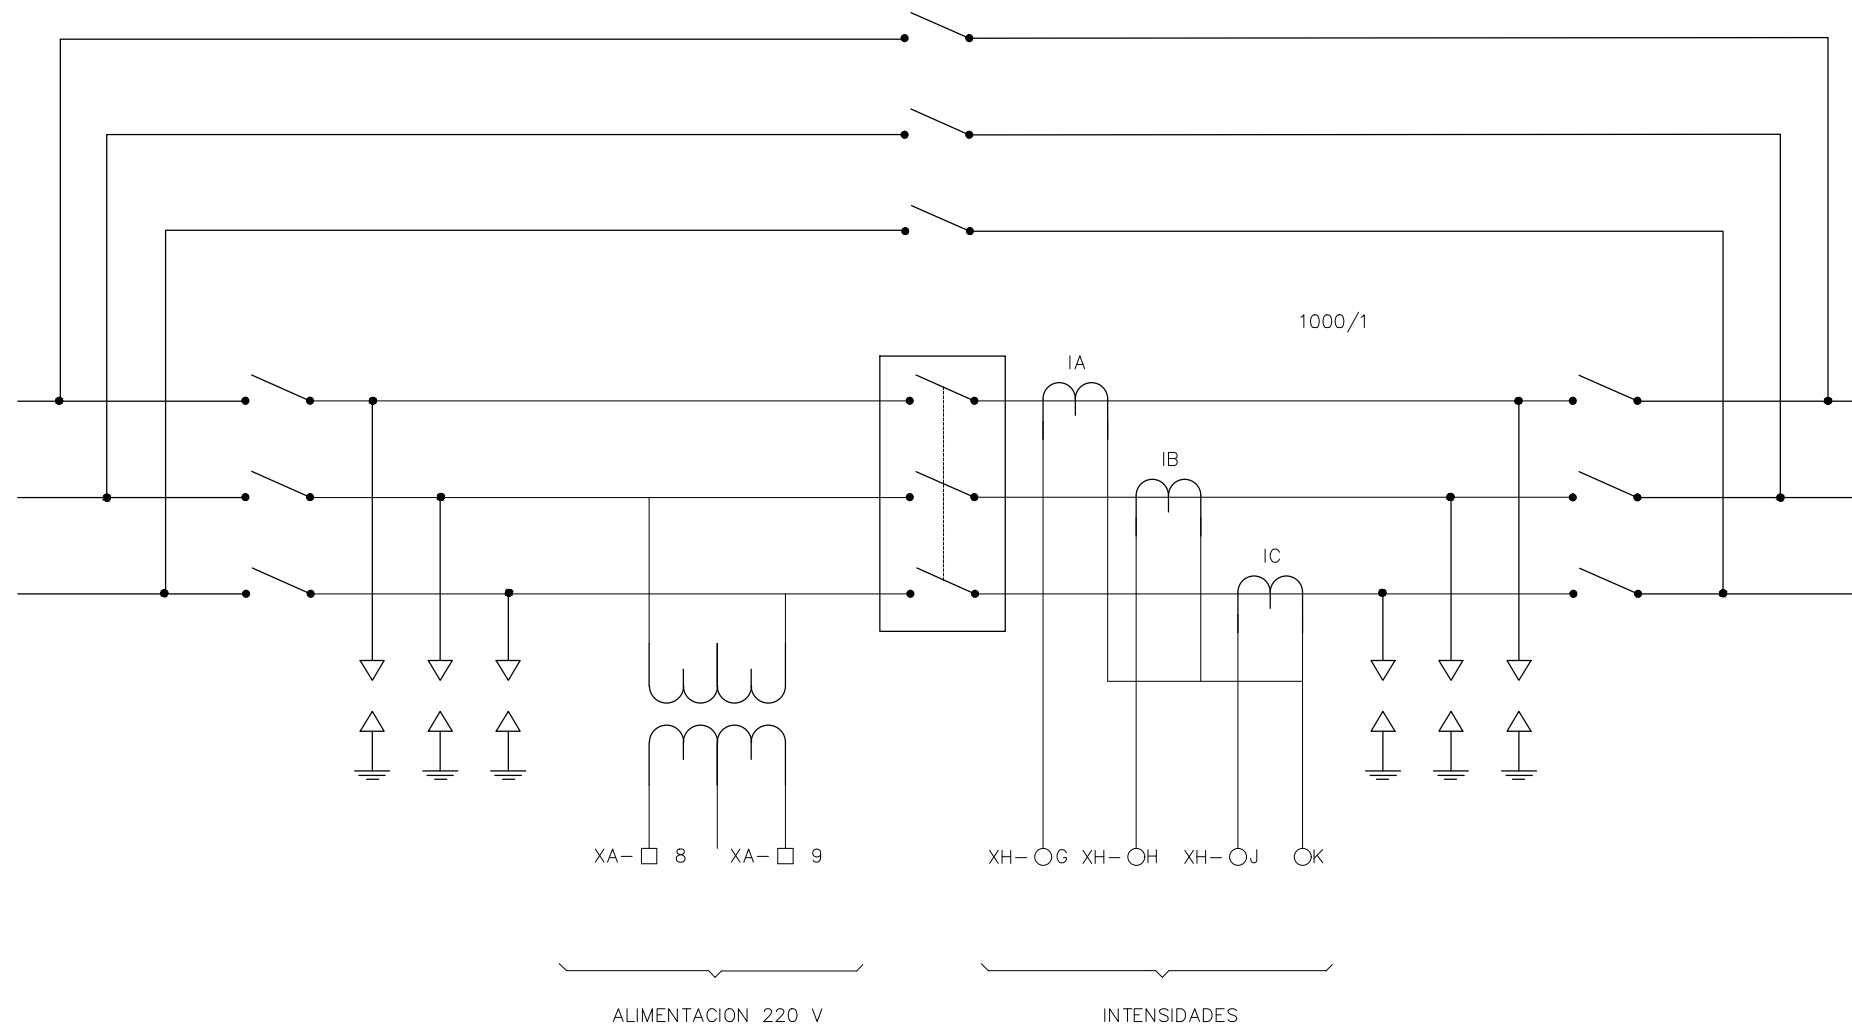 1000/1
IA
IB
IC
XA- 8 XA- 9 XH- G XH- H XH- J K
ALIMENTACION 220 V INTENSIDADES